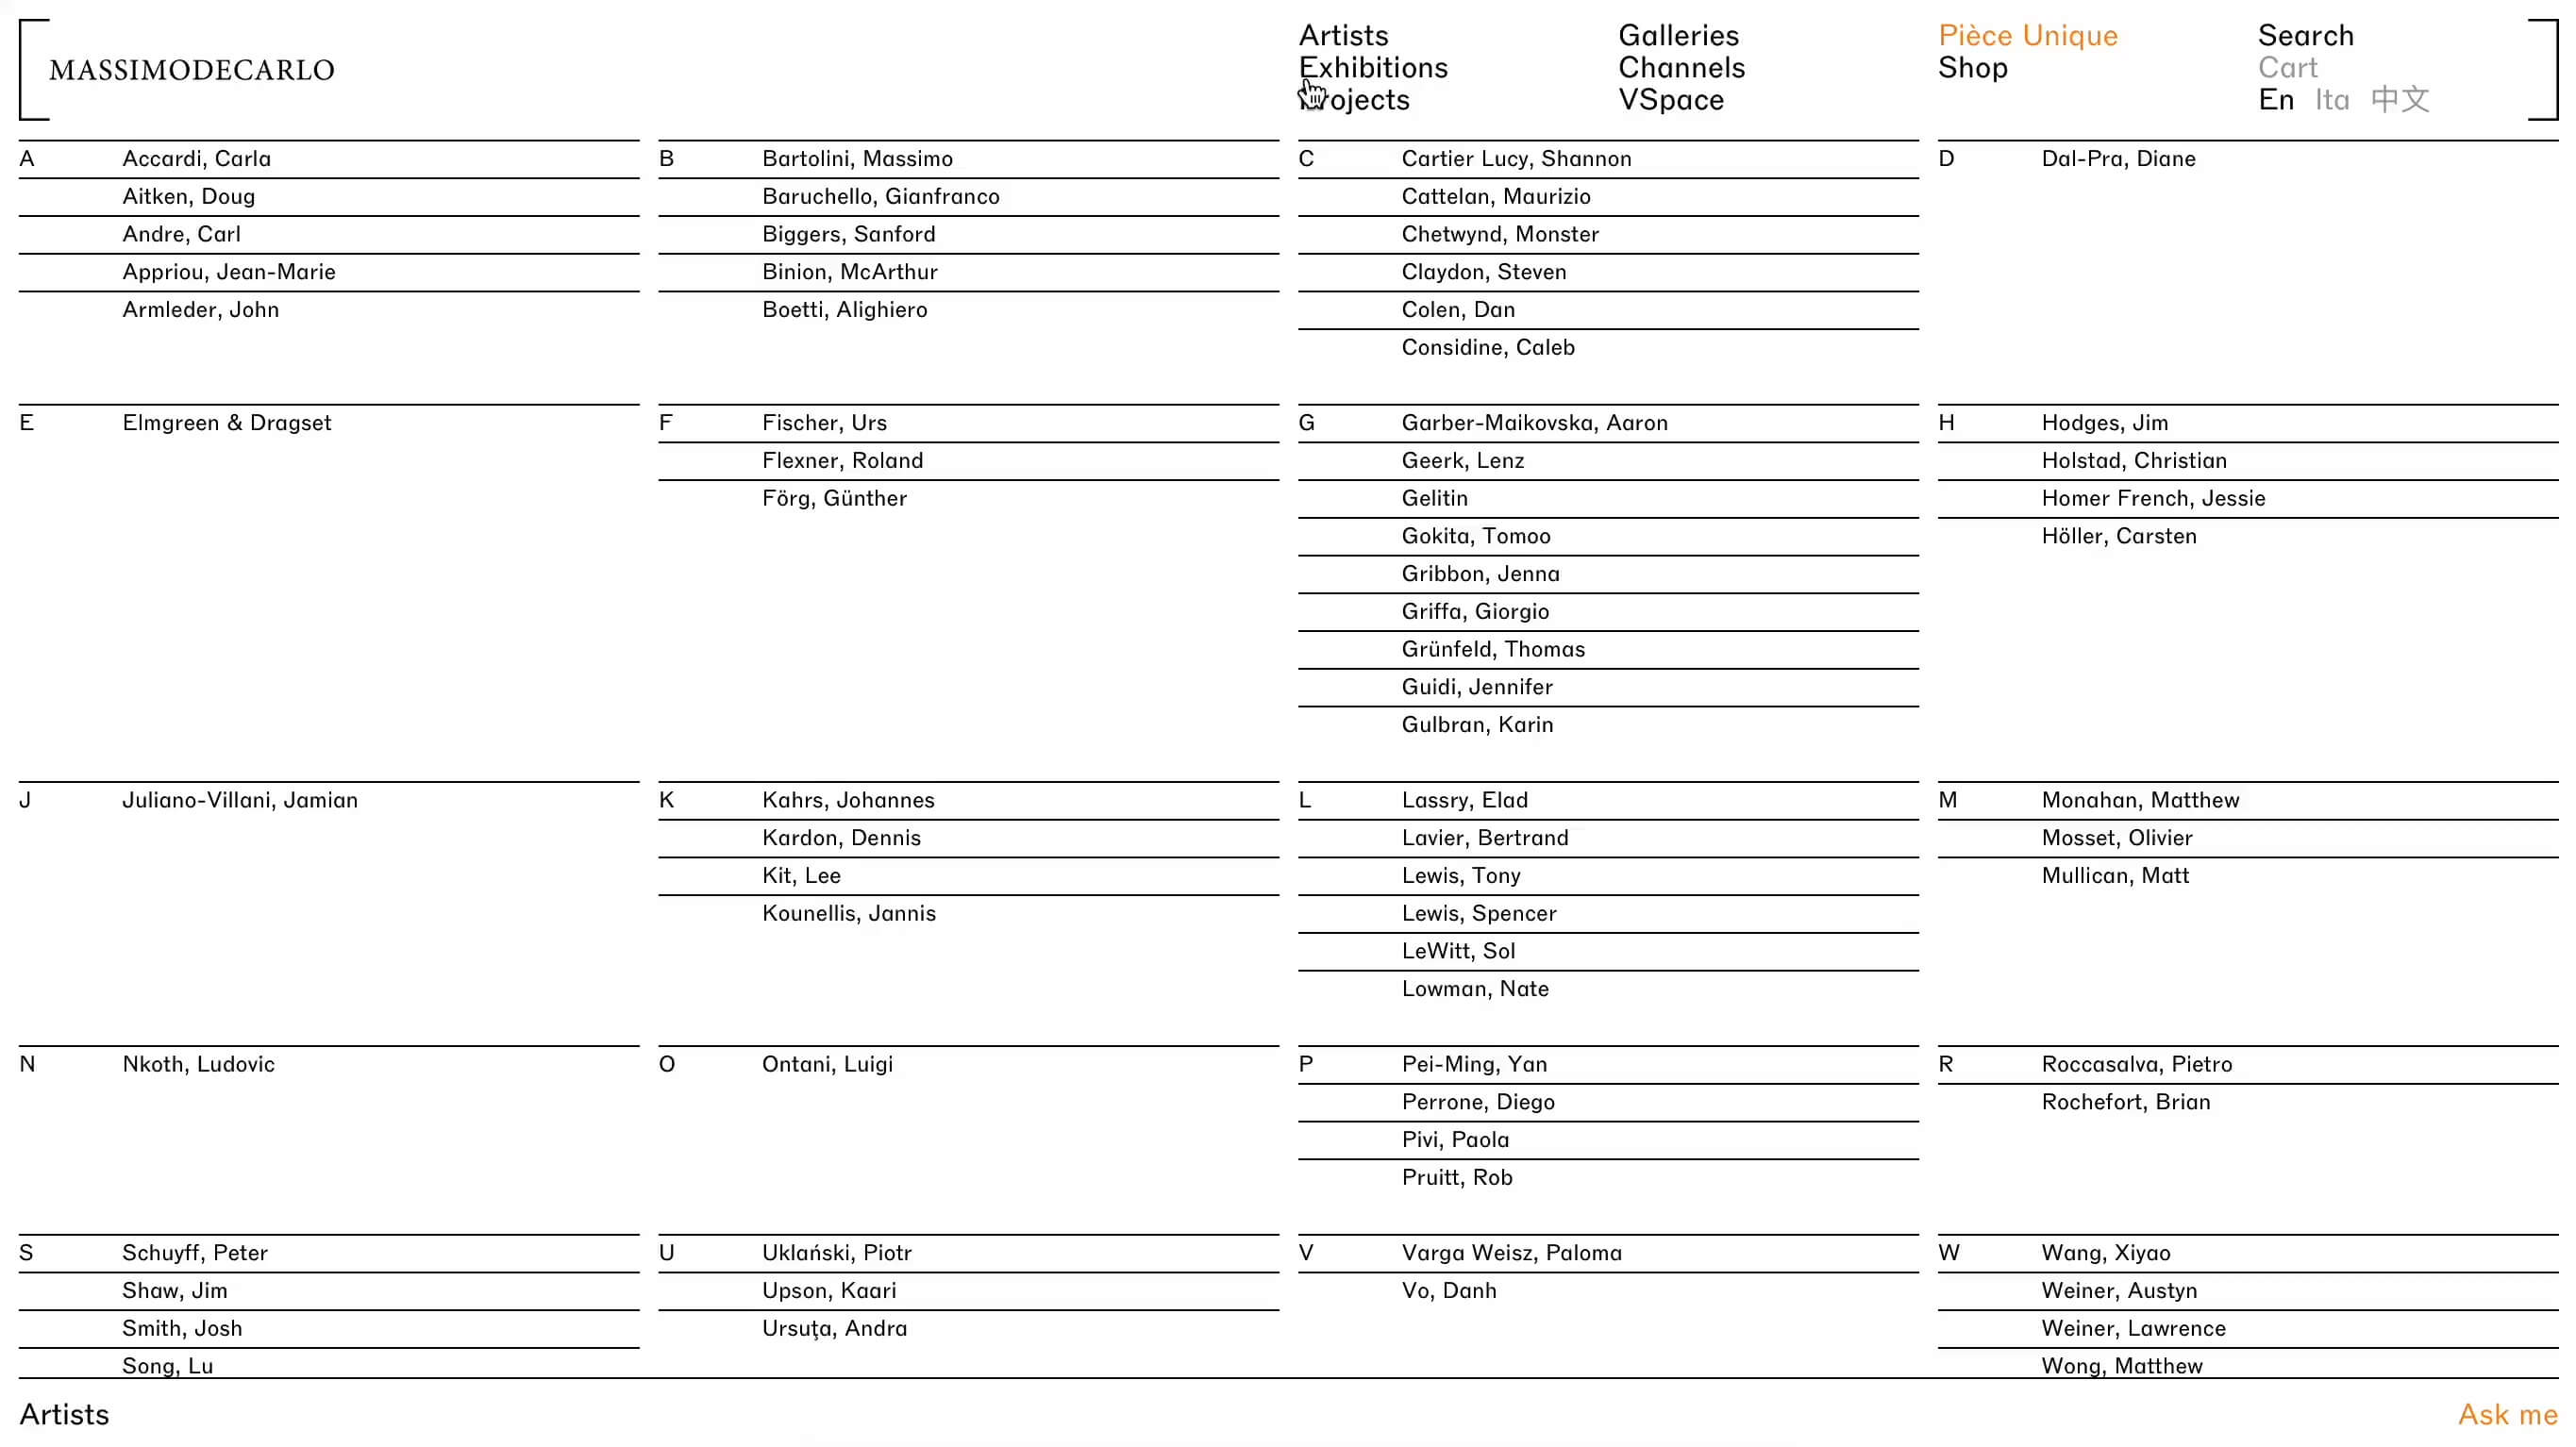 MASSIMODECARLO
Artists
Exhibitions
Projects
Galleries
Channels
VSpace
Pièce Unique
Shop
Search
Cart
En Ita 中文
A Accardi, Carla
Aitken, Doug
Andre, Carl
Appriou, Jean-Marie
Armleder, John
B Bartolini, Massimo
Baruchello, Gianfranco
Biggers, Sanford
Binion, McArthur
Boetti, Alighiero
C Cartier Lucy, Shannon
Cattelan, Maurizio
Chetwynd, Monster
Claydon, Steven
Colen, Dan
Considine, Caleb
D Dal-Pra, Diane
E Elmgreen & Dragset
F Fischer, Urs
Flexner, Roland
Förg, Günther
G Garber-Maikovska, Aaron
Geerk, Lenz
Gelitin
Gokita, Tomoo
Gribbon, Jenna
Griffa, Giorgio
Grünfeld, Thomas
Guidi, Jennifer
Gulbran, Karin
H Hodges, Jim
Holstad, Christian
Homer French, Jessie
Höller, Carsten
J Juliano-Villani, Jamian
K Kahrs, Johannes
Kardon, Dennis
Kit, Lee
Kounellis, Jannis
L Lassry, Elad
Lavier, Bertrand
Lewis, Tony
Lewis, Spencer
LeWitt, Sol
Lowman, Nate
M Monahan, Matthew
Mosset, Olivier
Mullican, Matt
N Nkoth, Ludovic
O Ontani, Luigi
P Pei-Ming, Yan
Perrone, Diego
Pivi, Paola
Pruitt, Rob
R Roccasalva, Pietro
Rochefort, Brian
S Schuyff, Peter
Shaw, Jim
Smith, Josh
Song, Lu
U Uklański, Piotr
Upson, Kaari
Ursuţa, Andra
V Varga Weisz, Paloma
Vo, Danh
W Wang, Xiyao
Weiner, Austyn
Weiner, Lawrence
Wong, Matthew
Artists
Ask me